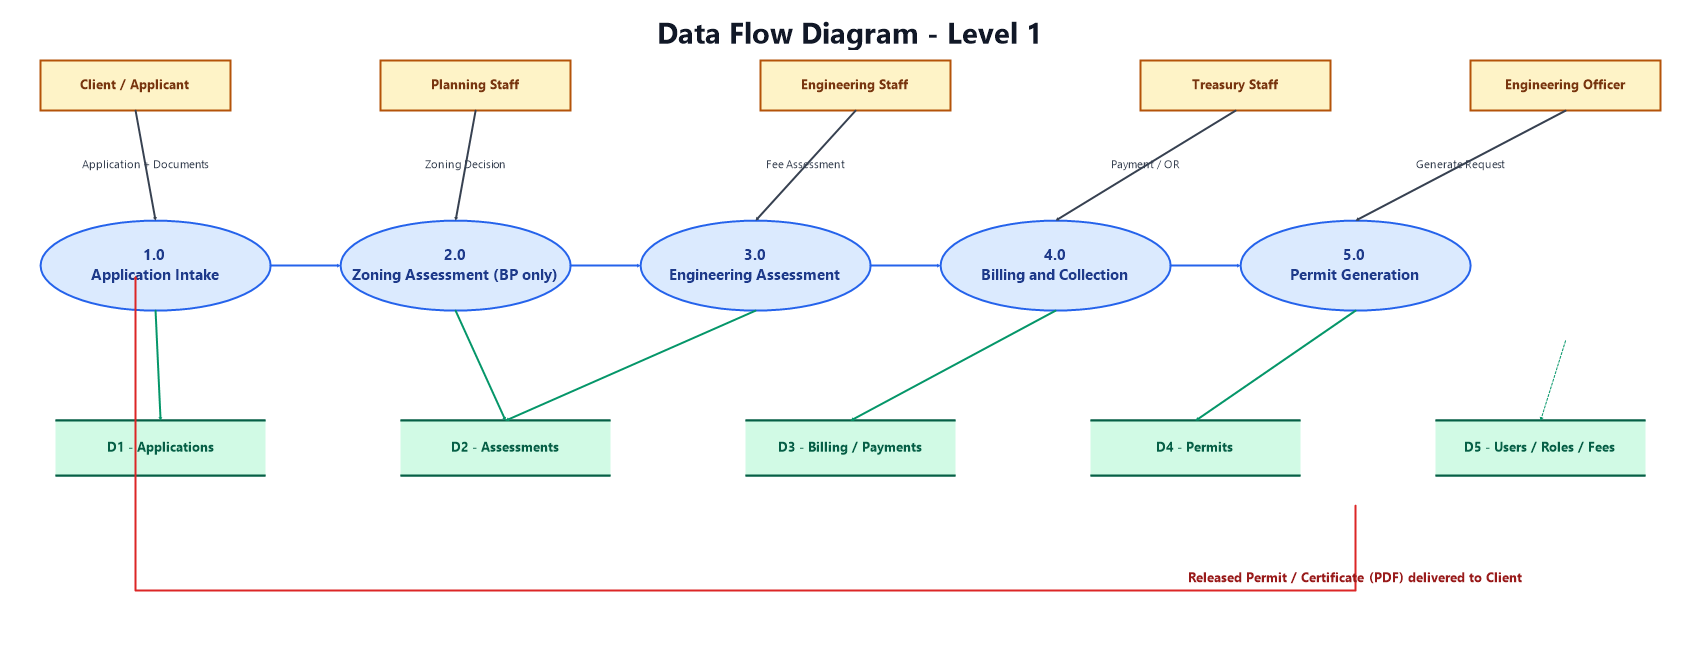 Data Flow Diagram - Level 1
Client / Applicant
Planning Staff
Engineering Staff
Treasury Staff
Engineering Officer
Application + Documents
Zoning Decision
Fee Assessment
Payment / OR
Generate Request
1.0
Application Intake
2.0
Zoning Assessment (BP only)
3.0
Engineering Assessment
4.0
Billing and Collection
5.0
Permit Generation
D1 - Applications
D2 - Assessments
D3 - Billing / Payments
D4 - Permits
D5 - Users / Roles / Fees
Released Permit / Certificate (PDF) delivered to Client